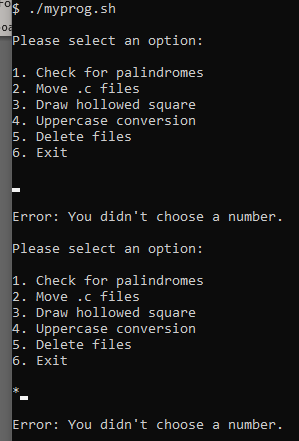 $ ./myprog.sh
Please select an option:
1. Check for palindromes
2. Move .c files
3. Draw hollowed square
4. Uppercase conversion
5. Delete files
6. Exit
Error: You didn't choose a number.
Please select an option:
1. Check for palindromes
2. Move .c files
3. Draw hollowed square
4. Uppercase conversion
5. Delete files
6. Exit
*
Error: You didn't choose a number.